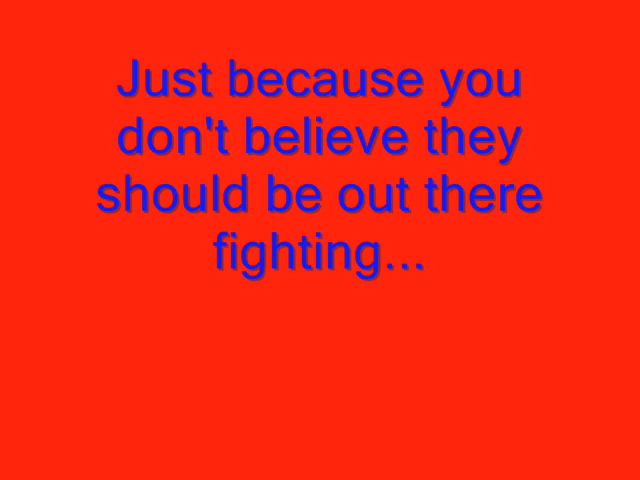 Just because you
don't believe they
should be out there
fighting...